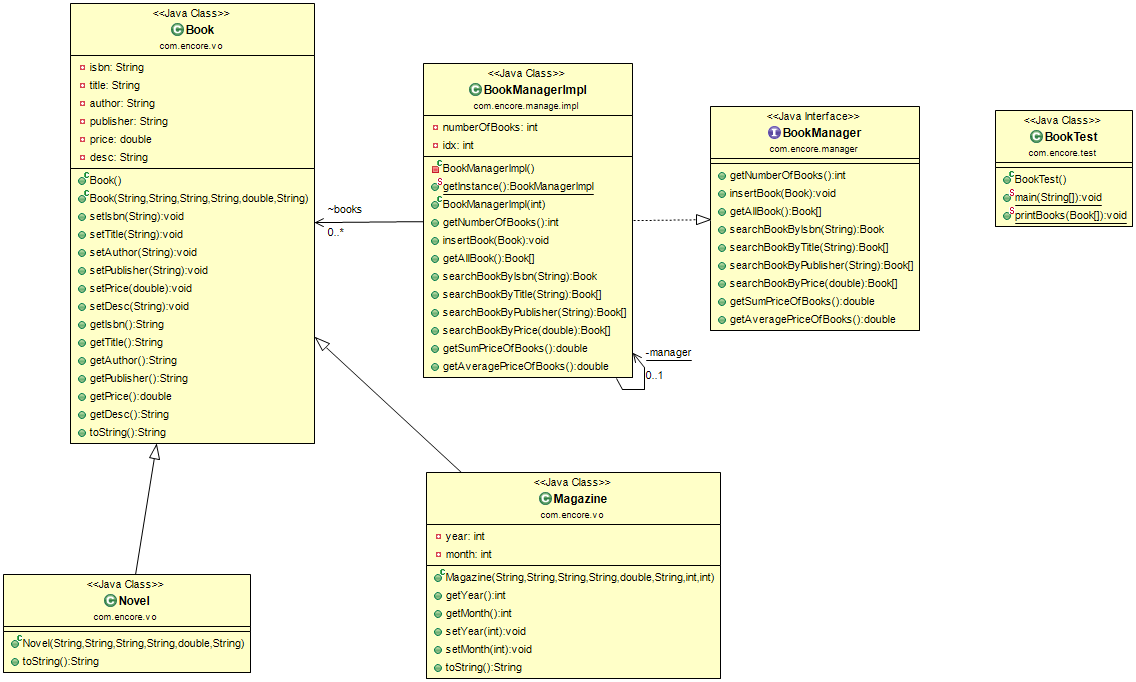 <<Java Class>>
Book
com.encore.vo
isbn: String
title: String
author: String
publisher: String
price: double
desc: String
Book()
Book(String,String,String,String,double,String)
setIsbn(String):void
setTitle(String):void
setAuthor(String):void
setPublisher(String):void
setPrice(double):void
setDesc(String):void
getIsbn():String
getTitle():String
getAuthor():String
getPublisher():String
getPrice():double
getDesc():String
toString():String
~books
0..*
<<Java Class>>
BookManagerImpl
com.encore.manage.impl
numberOfBooks: int
idx: int
BookManagerImpl()
getInstance():BookManagerImpl
BookManagerImpl(int)
getNumberOfBooks():int
insertBook(Book):void
getAllBook():Book[]
searchBookByIsbn(String):Book
searchBookByTitle(String):Book[]
searchBookByPublisher(String):Book[]
searchBookByPrice(double):Book[]
getSumPriceOfBooks():double
getAveragePriceOfBooks():double
-manager
0..1
<<Java Interface>>
BookManager
com.encore.manager
getNumberOfBooks():int
insertBook(Book):void
getAllBook():Book[]
searchBookByIsbn(String):Book
searchBookByTitle(String):Book[]
searchBookByPublisher(String):Book[]
searchBookByPrice(double):Book[]
getSumPriceOfBooks():double
getAveragePriceOfBooks():double
<<Java Class>>
BookTest
com.encore.test
BookTest()
main(String[]):void
printBooks(Book[]):void
<<Java Class>>
Novel
com.encore.vo
Novel(String,String,String,String,double,String)
toString():String
<<Java Class>>
Magazine
com.encore.vo
year: int
month: int
Magazine(String,String,String,String,double,String,int,int)
getYear():int
getMonth():int
setYear(int):void
setMonth(int):void
toString():String